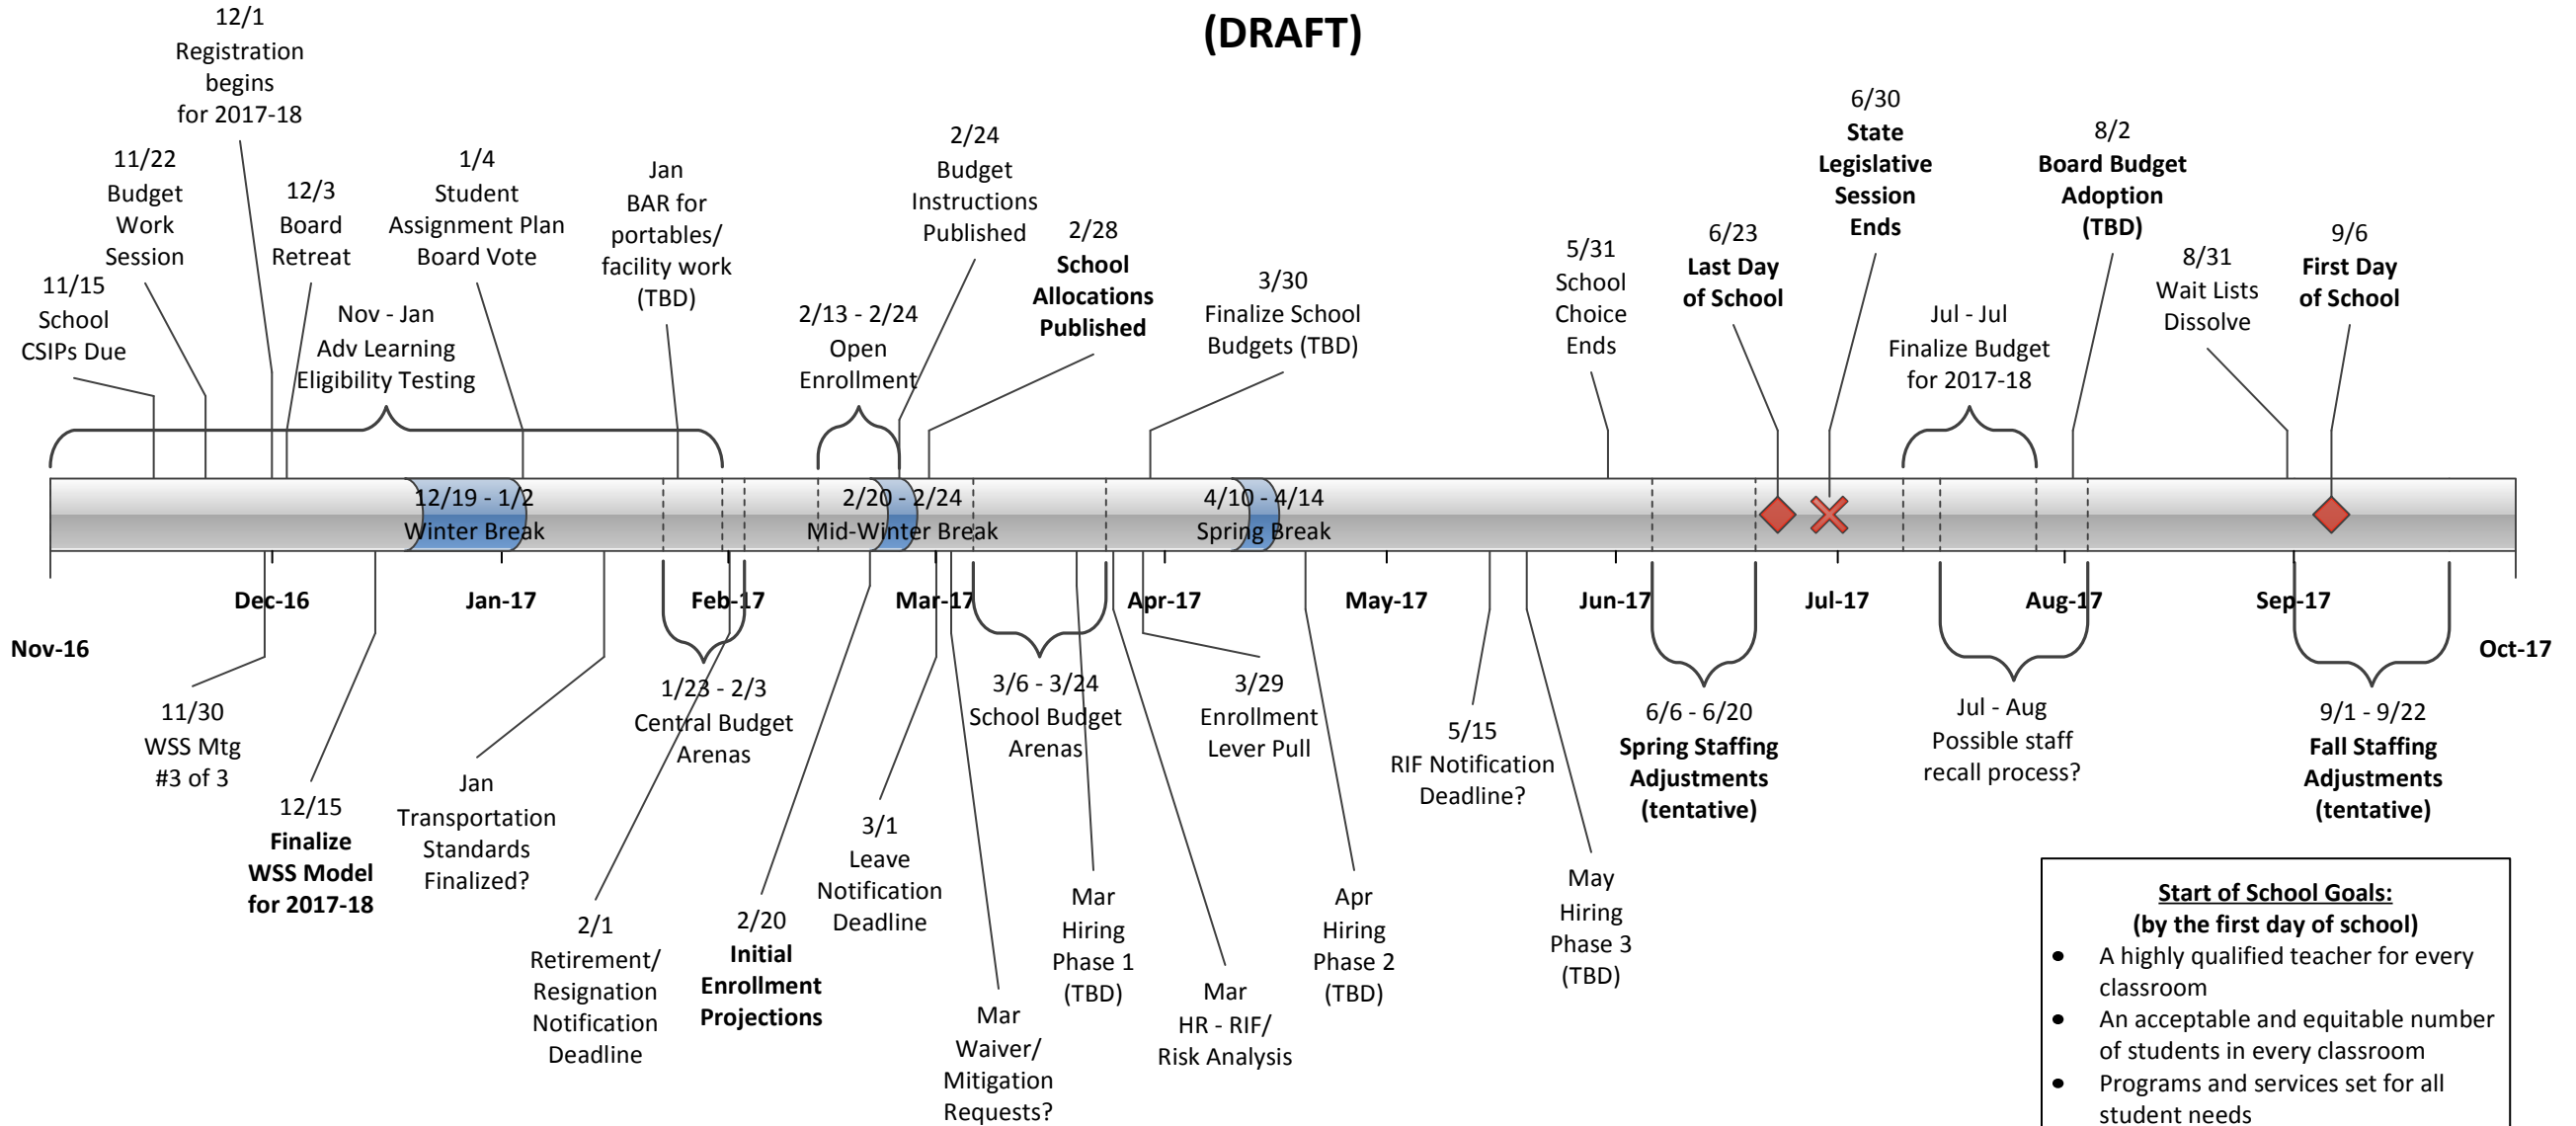 (DRAFT)
12/1
Registration
begins
for 2017-18
11/22
Budget
Work
Session
12/3
Board
Retreat
11/15
School
CSIPs Due
Nov - Jan
Adv Learning
Eligibility Testing
1/4
Student
Assignment Plan
Board Vote
Jan
BAR for
portables/
facility work
(TBD)
2/13 - 2/24
Open
Enrollment
2/24
Budget
Instructions
Published
2/28
School
Allocations
Published
3/30
Finalize School
Budgets (TBD)
5/31
School
Choice
Ends
6/23
Last Day
of School
6/30
State
Legislative
Session
Ends
Jul - Jul
Finalize Budget
for 2017-18
8/2
Board Budget
Adoption
(TBD)
8/31
Wait Lists
Dissolve
9/6
First Day
of School
12/19 - 1/2
Winter Break
2/20 - 2/24
Mid-Winter Break
4/10 - 4/14
Spring Break
Nov-16
Dec-16
Jan-17
Feb-17
Mar-17
Apr-17
May-17
Jun-17
Jul-17
Aug-17
Sep-17
Oct-17
11/30
WSS Mtg
#3 of 3
12/15
Finalize
WSS Model
for 2017-18
Jan
Transportation
Standards
Finalized?
1/23 - 2/3
Central Budget
Arenas
2/1
Retirement/
Resignation
Notification
Deadline
2/20
Initial
Enrollment
Projections
3/1
Leave
Notification
Deadline
Mar
Waiver/
Mitigation
Requests?
3/6 - 3/24
School Budget
Arenas
Mar
Hiring
Phase 1
(TBD)
Mar
HR - RIF/
Risk Analysis
3/29
Enrollment
Lever Pull
Apr
Hiring
Phase 2
(TBD)
5/15
RIF Notification
Deadline?
May
Hiring
Phase 3
(TBD)
6/6 - 6/20
Spring Staffing
Adjustments
(tentative)
Jul - Aug
Possible staff
recall process?
9/1 - 9/22
Fall Staffing
Adjustments
(tentative)
Start of School Goals:
(by the first day of school)
• A highly qualified teacher for every
classroom
• An acceptable and equitable number
of students in every classroom
• Programs and services set for all
student needs